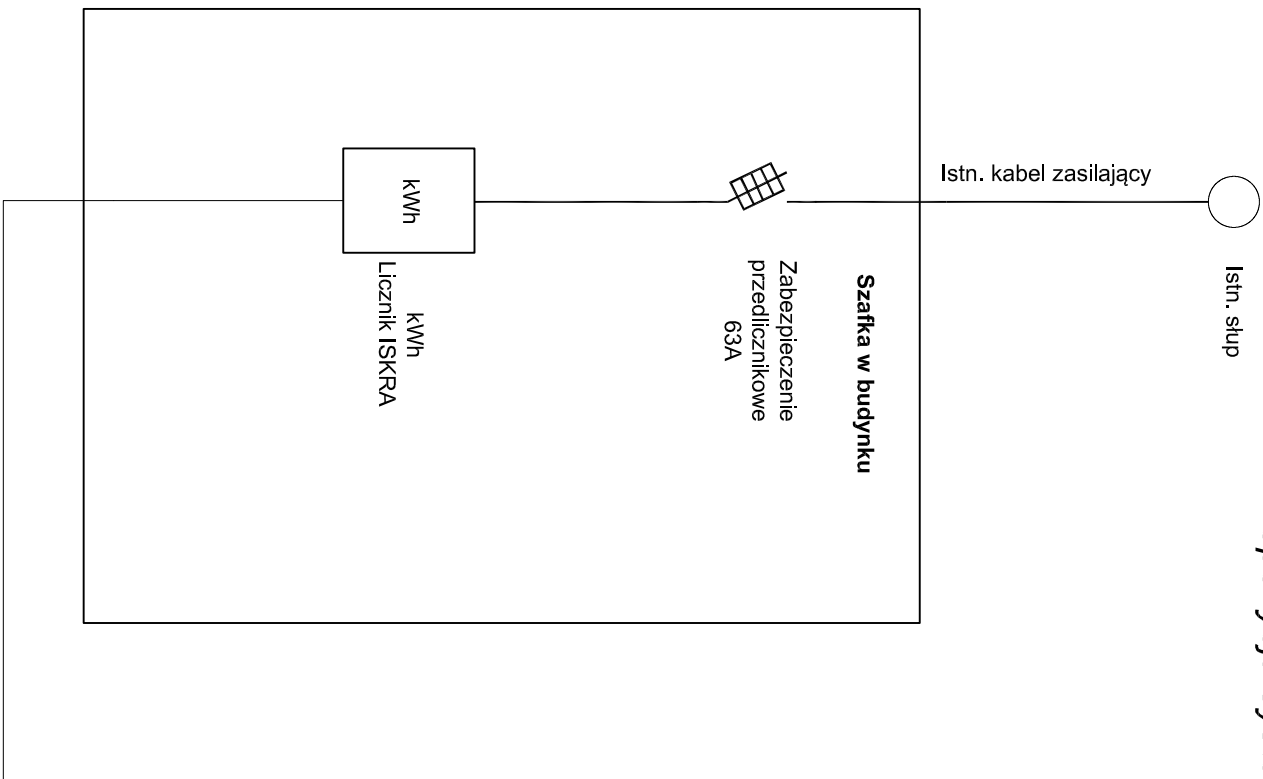 Istn. słup
Istn. kabel zasilający
Szafka w budynku
Zabezpieczenie
przedlicznikowe
63A
kWh
kWh
Licznik ISKRA